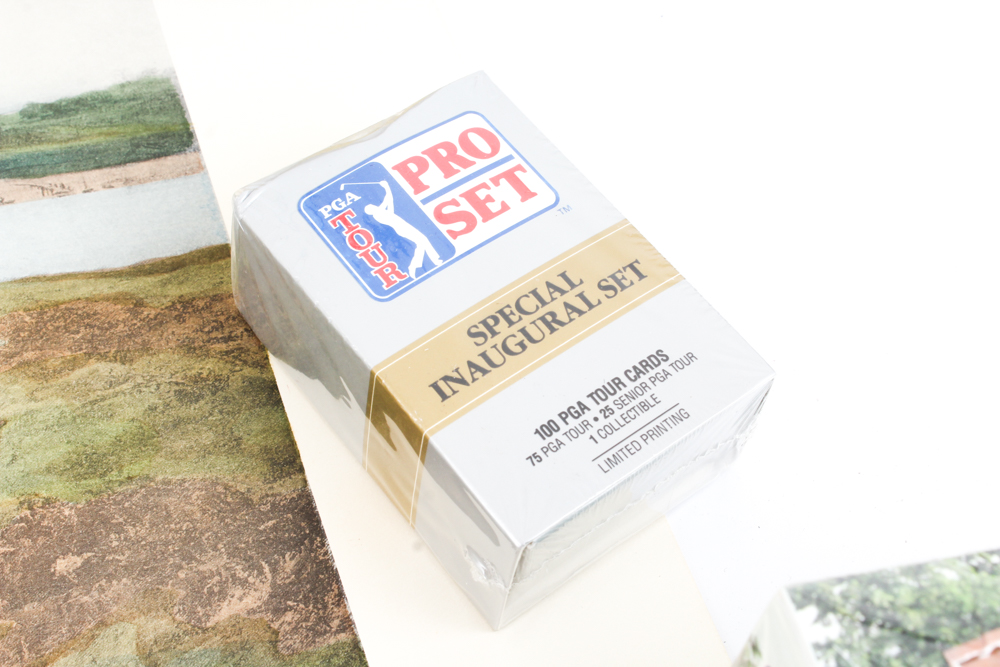 PGA
TOUR
PRO
SET
TM
SPECIAL
INAUGURAL SET
100 PGA TOUR CARDS
75 PGA TOUR • 25 SENIOR PGA TOUR
1 COLLECTIBLE
LIMITED PRINTING